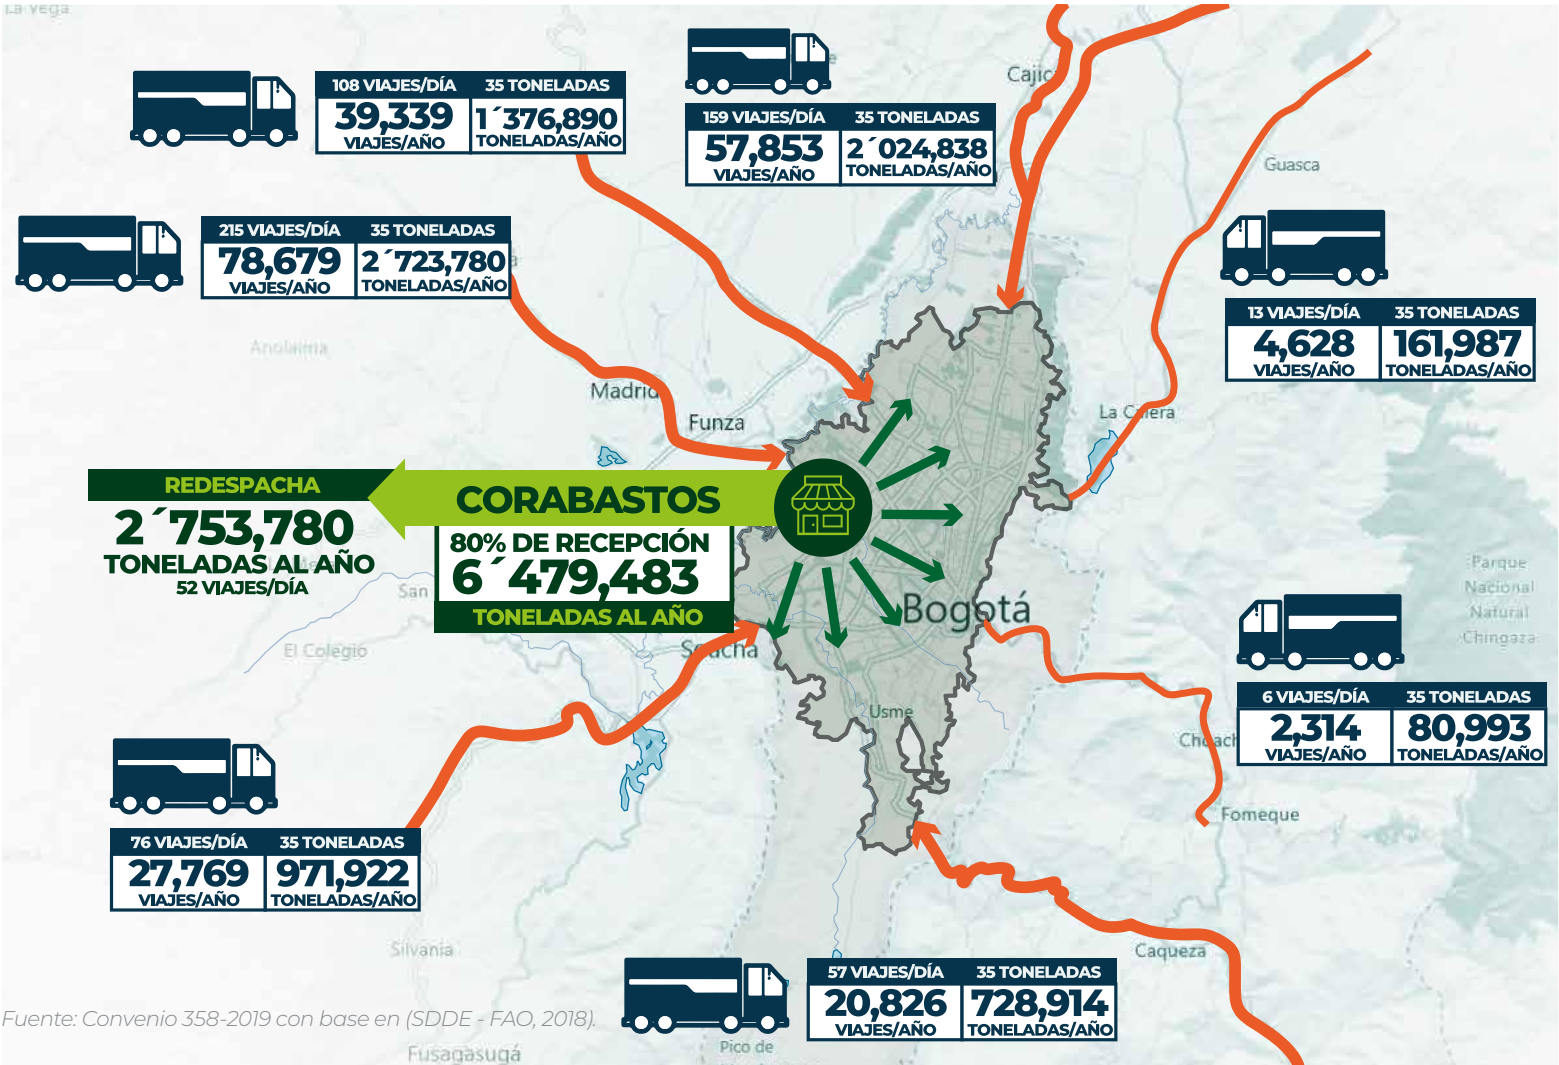 La Vega
108 VIAJES/DÍA 35 TONELADAS
39,339 1´376,890
VIAJES/AÑO TONELADAS/AÑO
159 VIAJES/DÍA 35 TONELADAS
57,853 2´024,838
VIAJES/AÑO TONELADAS/AÑO
Guasca
215 VIAJES/DÍA 35 TONELADAS
78,679 2´723,780
VIAJES/AÑO TONELADAS/AÑO
13 VIAJES/DÍA 35 TONELADAS
4,628 161,987
VIAJES/AÑO TONELADAS/AÑO
Anolaima
Madrid
Funza
La Calera
REDESPACHA
2´753,780
TONELADAS AL AÑO
52 VIAJES/DÍA
CORABASTOS
80% DE RECEPCIÓN
6´479,483
TONELADAS AL AÑO
San
El Colegio
Soacha
Bogotá
Usme
Parque
Nacional
Natural
Chingaza
6 VIAJES/DÍA 35 TONELADAS
2,314 80,993
VIAJES/AÑO TONELADAS/AÑO
Fomeque
76 VIAJES/DÍA 35 TONELADAS
27,769 971,922
VIAJES/AÑO TONELADAS/AÑO
Silvania
Caqueza
57 VIAJES/DÍA 35 TONELADAS
20,826 728,914
VIAJES/AÑO TONELADAS/AÑO
Fuente: Convenio 358-2019 con base en (SDDE - FAO, 2018).
Fusagasugá
Pico de